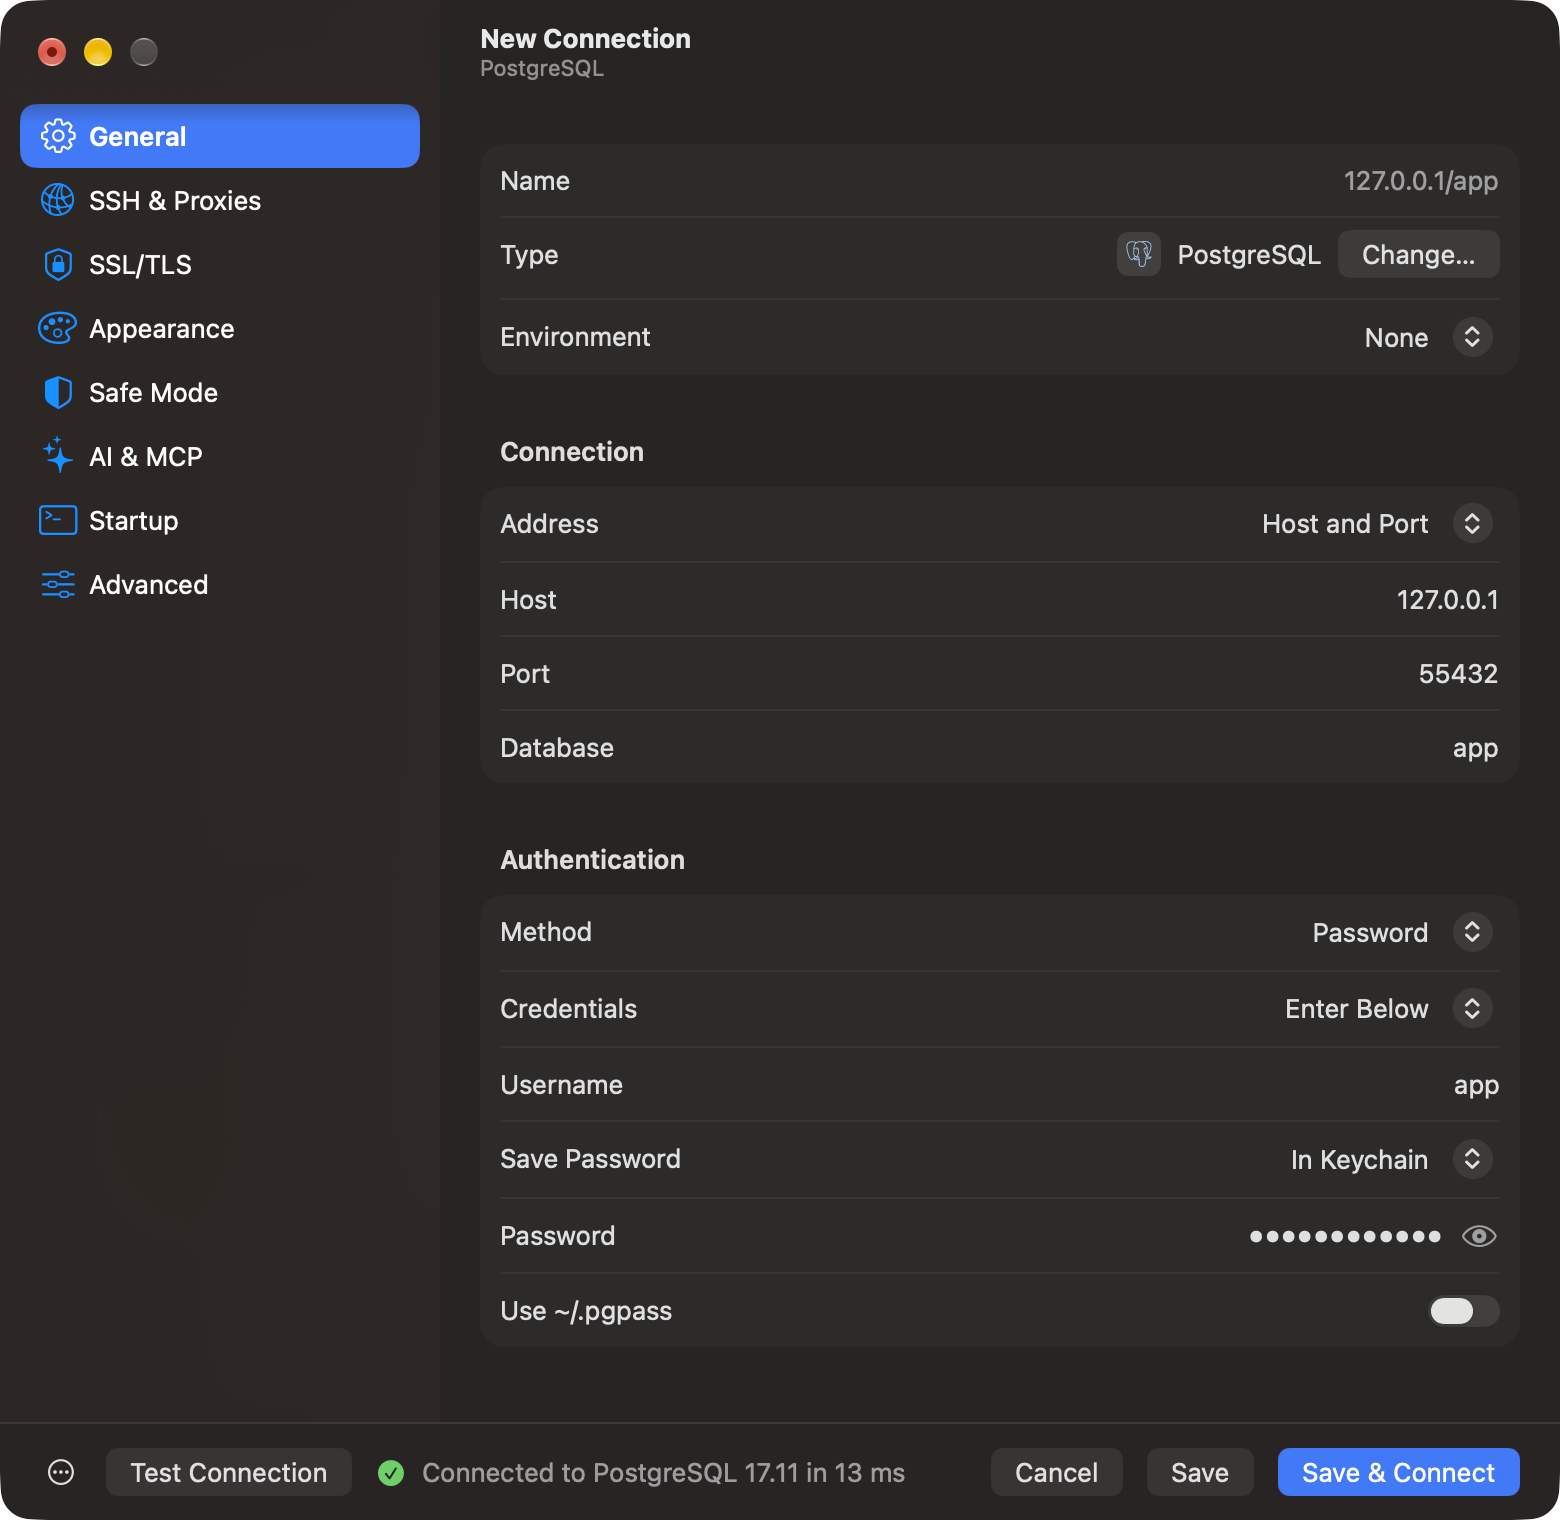 New Connection
PostgreSQL
General
SSH & Proxies
SSL/TLS
Appearance
Safe Mode
AI & MCP
Startup
Advanced
Name 127.0.0.1/app
Type PostgreSQL Change...
Environment None
Connection
Address Host and Port
Host 127.0.0.1
Port 55432
Database app
Authentication
Method Password
Credentials Enter Below
Username app
Save Password In Keychain
Password ••••••••••••
Use ~/.pgpass
Test Connection Connected to PostgreSQL 17.11 in 13 ms Cancel Save Save & Connect